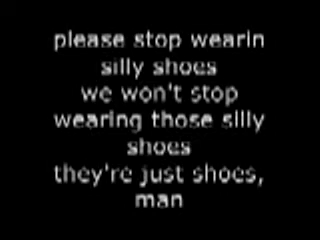 please stop wearin
silly shoes
we won't stop
wearing those silly
shoes
they're just shoes,
man